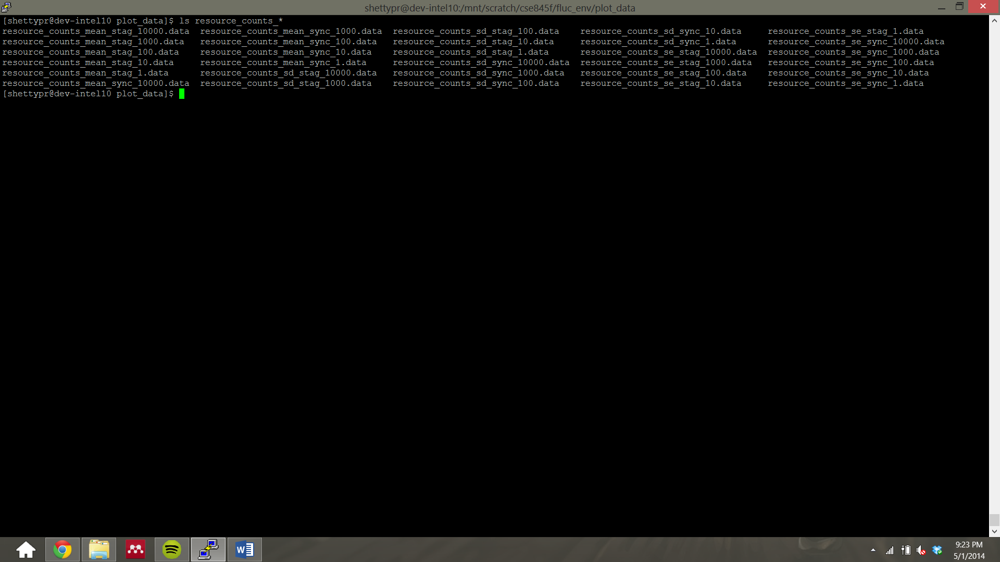 shettypr@dev-intel10:/mnt/scratch/cse845f/fluc_env/plot_data
[shettypr@dev-intel10 plot_data]$ ls resource_counts_*
resource_counts_mean_stag_10000.data resource_counts_mean_sync_1000.data resource_counts_sd_stag_100.data resource_counts_sd_sync_10.data resource_counts_se_stag_1.data
resource_counts_mean_stag_1000.data resource_counts_mean_sync_100.data resource_counts_sd_stag_10.data resource_counts_sd_sync_1.data resource_counts_se_sync_10000.data
resource_counts_mean_stag_100.data resource_counts_mean_sync_10.data resource_counts_sd_stag_1.data resource_counts_se_stag_10000.data resource_counts_se_sync_1000.data
resource_counts_mean_stag_10.data resource_counts_mean_sync_1.data resource_counts_sd_sync_10000.data resource_counts_se_stag_1000.data resource_counts_se_sync_100.data
resource_counts_mean_stag_1.data resource_counts_sd_stag_10000.data resource_counts_sd_sync_1000.data resource_counts_se_stag_100.data resource_counts_se_sync_10.data
resource_counts_mean_sync_10000.data resource_counts_sd_stag_1000.data resource_counts_sd_sync_100.data resource_counts_se_stag_10.data resource_counts_se_sync_1.data
[shettypr@dev-intel10 plot_data]$
9:23 PM
5/1/2014